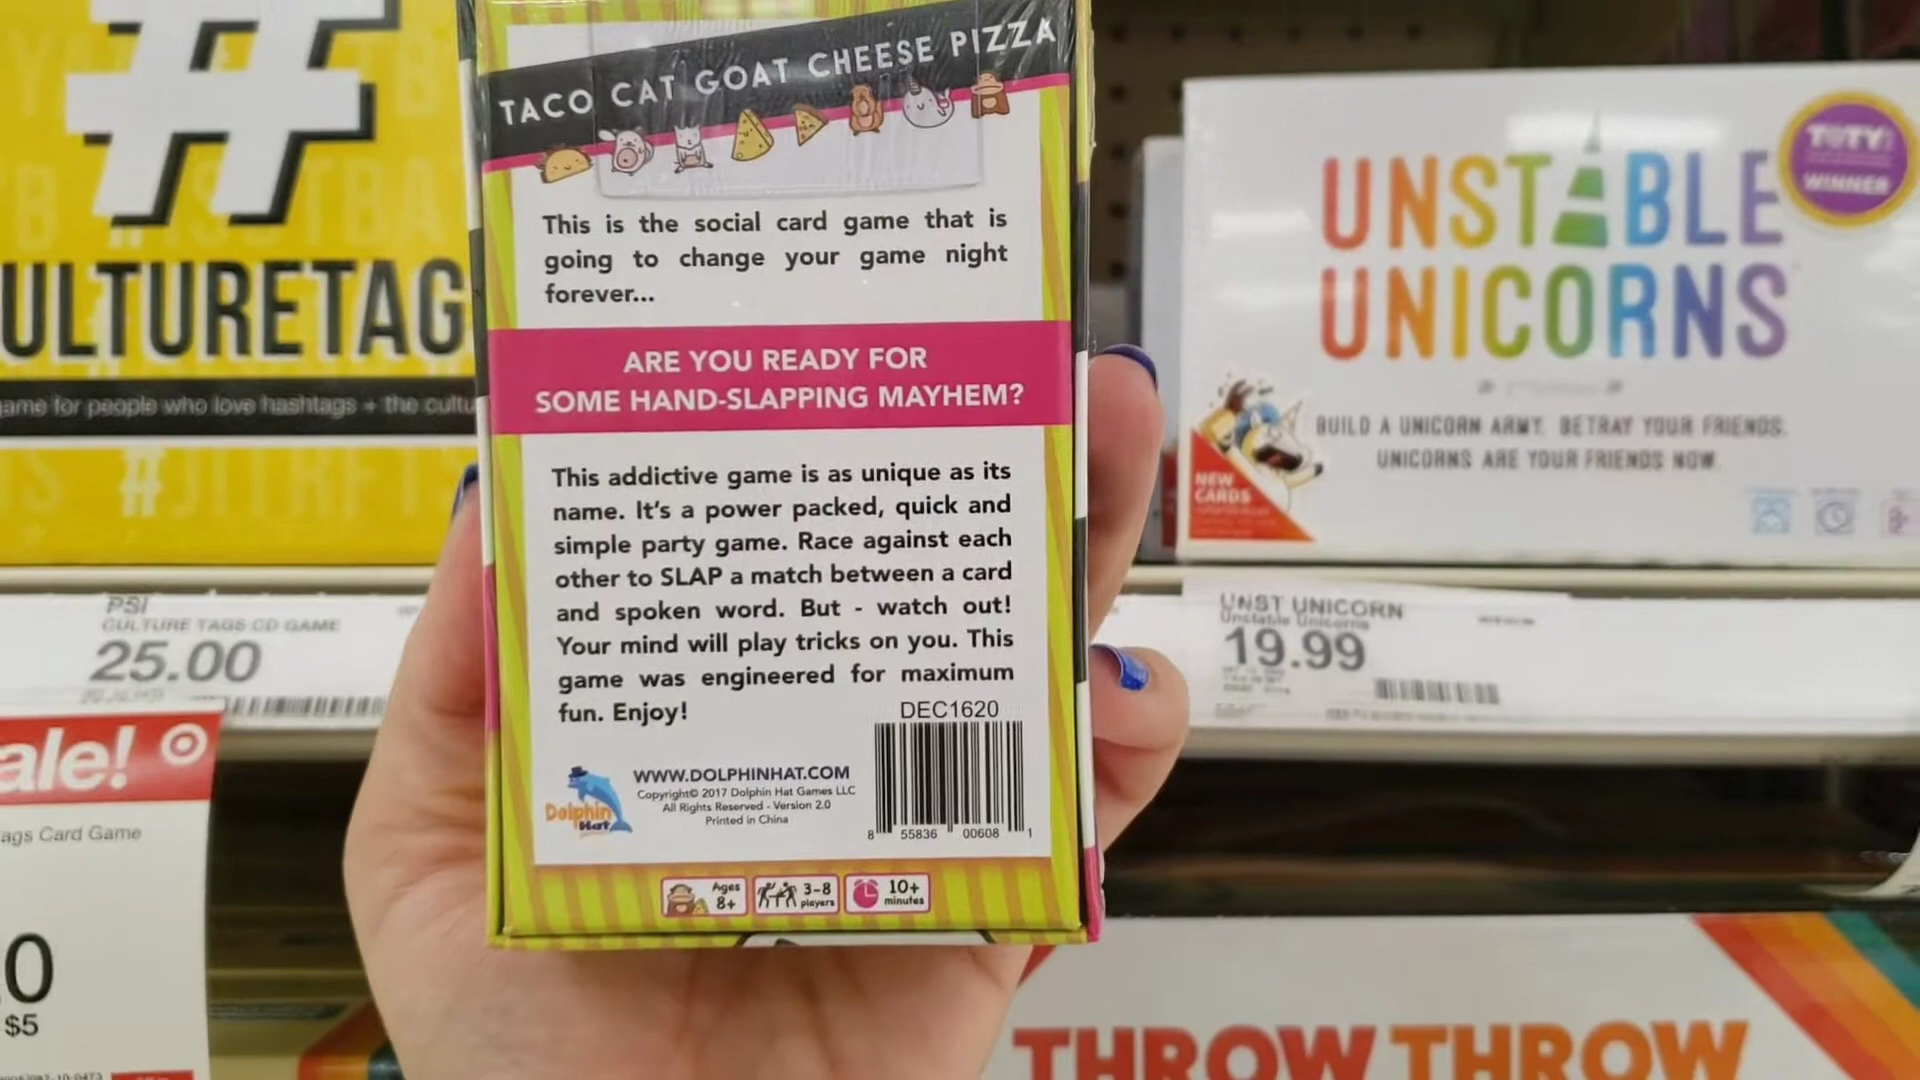 #
ULTURETAG
ame for people who love hashtags + the cultu
PSI
CULTURE TAGS CD GAME
25.00
ale!
ags Card Game
0
$5
TACO CAT GOAT CHEESE PIZZA
This is the social card game that is
going to change your game night
forever...
ARE YOU READY FOR
SOME HAND-SLAPPING MAYHEM?
This addictive game is as unique as its
name. It's a power packed, quick and
simple party game. Race against each
other to SLAP a match between a card
and spoken word. But - watch out!
Your mind will play tricks on you. This
game was engineered for maximum
fun. Enjoy!
DEC1620
WWW.DOLPHINHAT.COM
Copyright© 2017 Dolphin Hat Games LLC
All Rights Reserved - Version 2.0
Printed in China
Dolphin
Hat
8 55836 00608 1
Ages
8+
3-8
players
10+
minutes
UNSTABLE
UNICORNS
TOTY
WINNER
BUILD A UNICORN ARMY. BETRAY YOUR FRIENDS.
UNICORNS ARE YOUR FRIENDS NOW.
NEW
CARDS
UNST UNICORN
Unstable Unicorns
19.99
THROW THROW